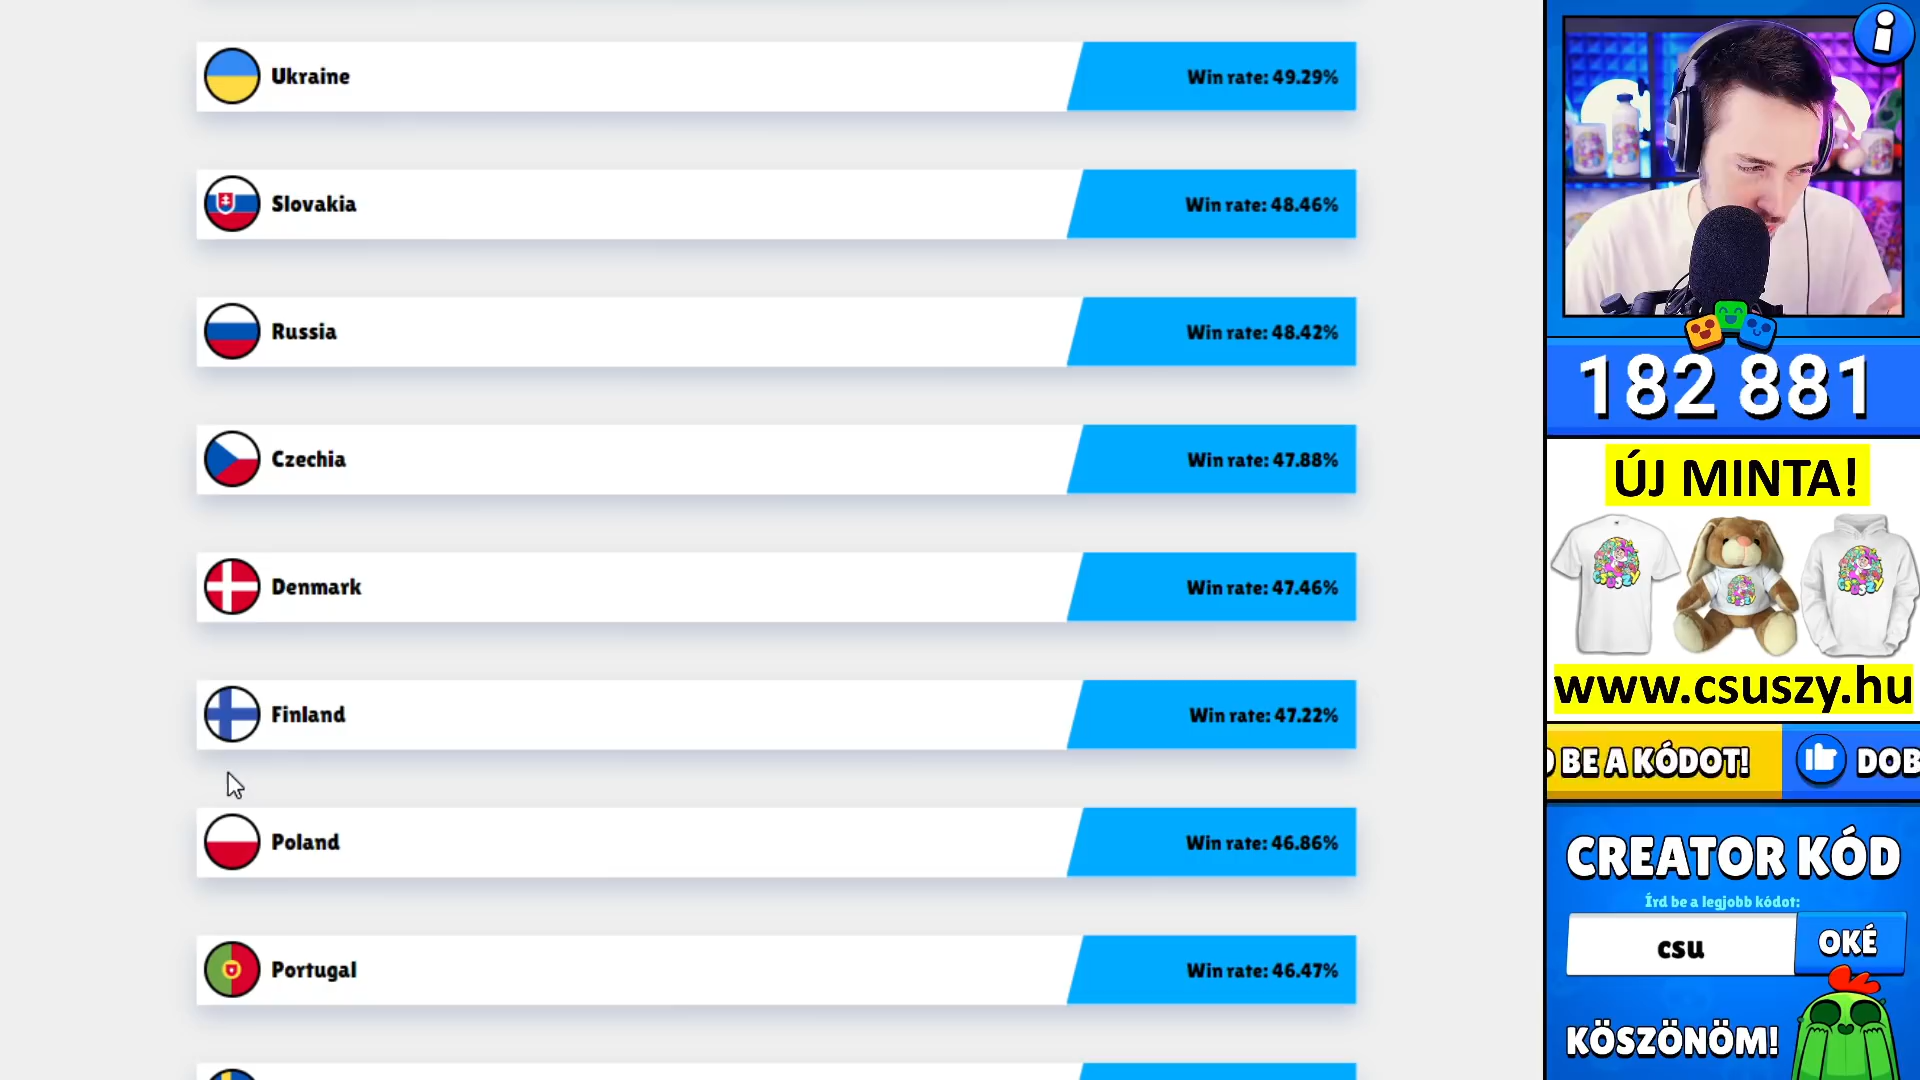 Ukraine
Win rate: 49.29%
Slovakia
Win rate: 48.46%
Russia
Win rate: 48.42%
Czechia
Win rate: 47.88%
Denmark
Win rate: 47.46%
Finland
Win rate: 47.22%
Poland
Win rate: 46.86%
Portugal
Win rate: 46.47%
182 881
ÚJ MINTA!
CSUSZY
CSUSZY
www.csuszy.hu
BE A KÓDOT!
DOB
CREATOR KÓD
Írd be a legjobb kódot:
csu
OKÉ
KÖSZÖNÖM!